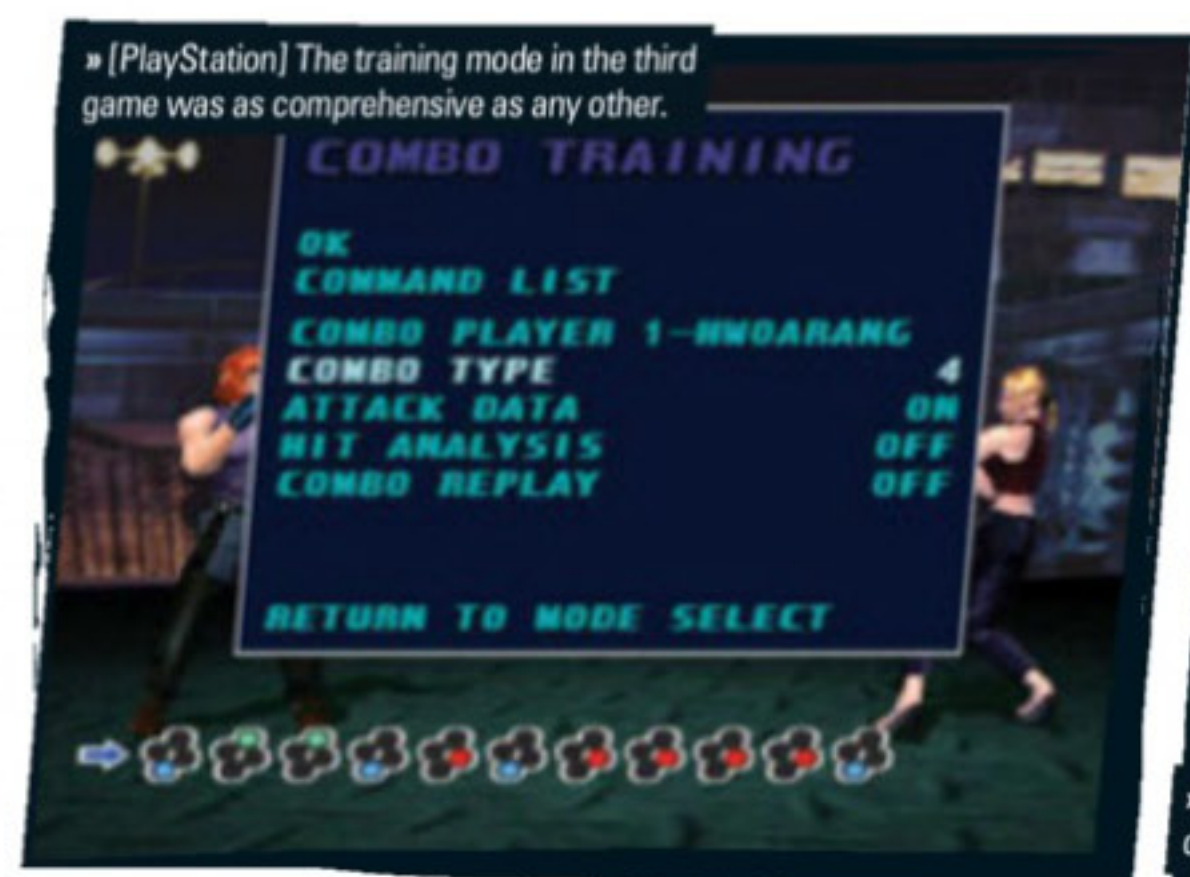 » [PlayStation] The training mode in the third
game was as comprehensive as any other.
COMBO TRAINING
OK
COMMAND LIST
COMBO PLAYER 1-HWOARANG
COMBO TYPE 4
ATTACK DATA ON
HIT ANALYSIS OFF
COMBO REPLAY OFF
RETURN TO MODE SELECT